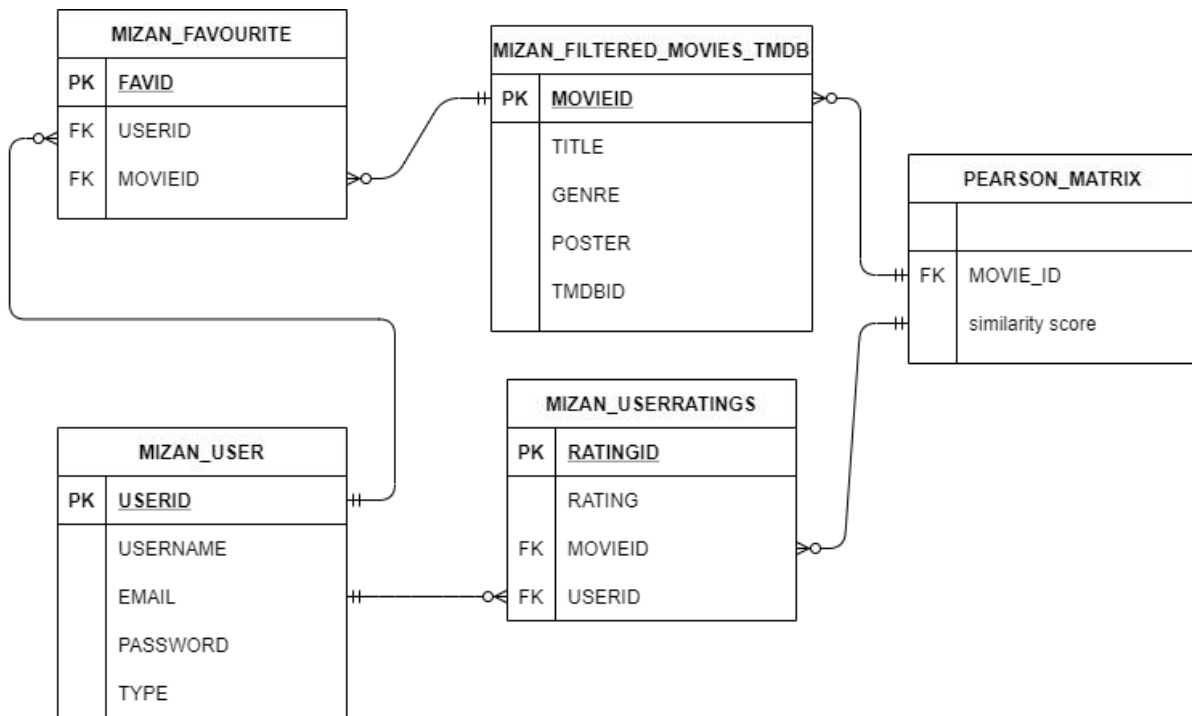 MIZAN_FAVOURITE
PK FAVID
FK USERID
FK MOVIEID
MIZAN_FILTERED_MOVIES_TMDB
PK MOVIEID
TITLE
GENRE
POSTER
TMDBID
PEARSON_MATRIX
FK MOVIE_ID
similarity score
MIZAN_USER
PK USERID
USERNAME
EMAIL
PASSWORD
TYPE
MIZAN_USERRATINGS
PK RATINGID
RATING
FK MOVIEID
FK USERID